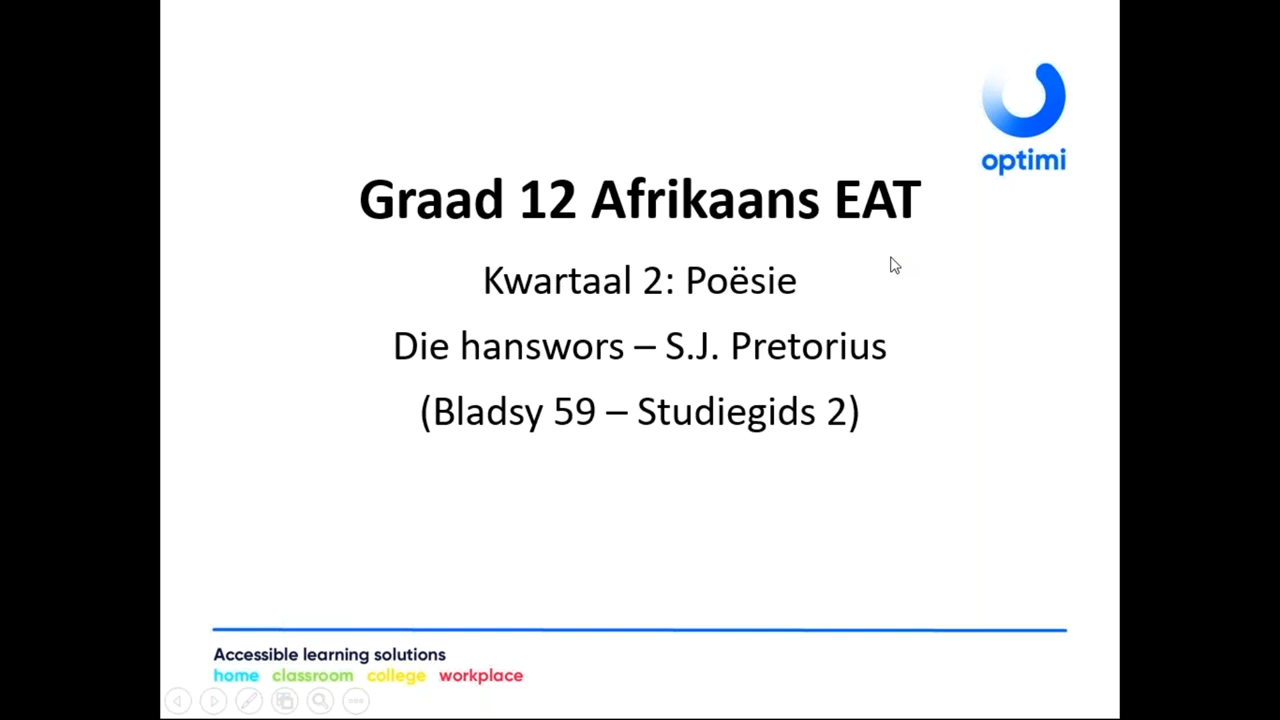 optimi
Graad 12 Afrikaans EAT
Kwartaal 2: Poësie
Die hanswors – S.J. Pretorius
(Bladsy 59 – Studiegids 2)
Accessible learning solutions
home classroom college workplace